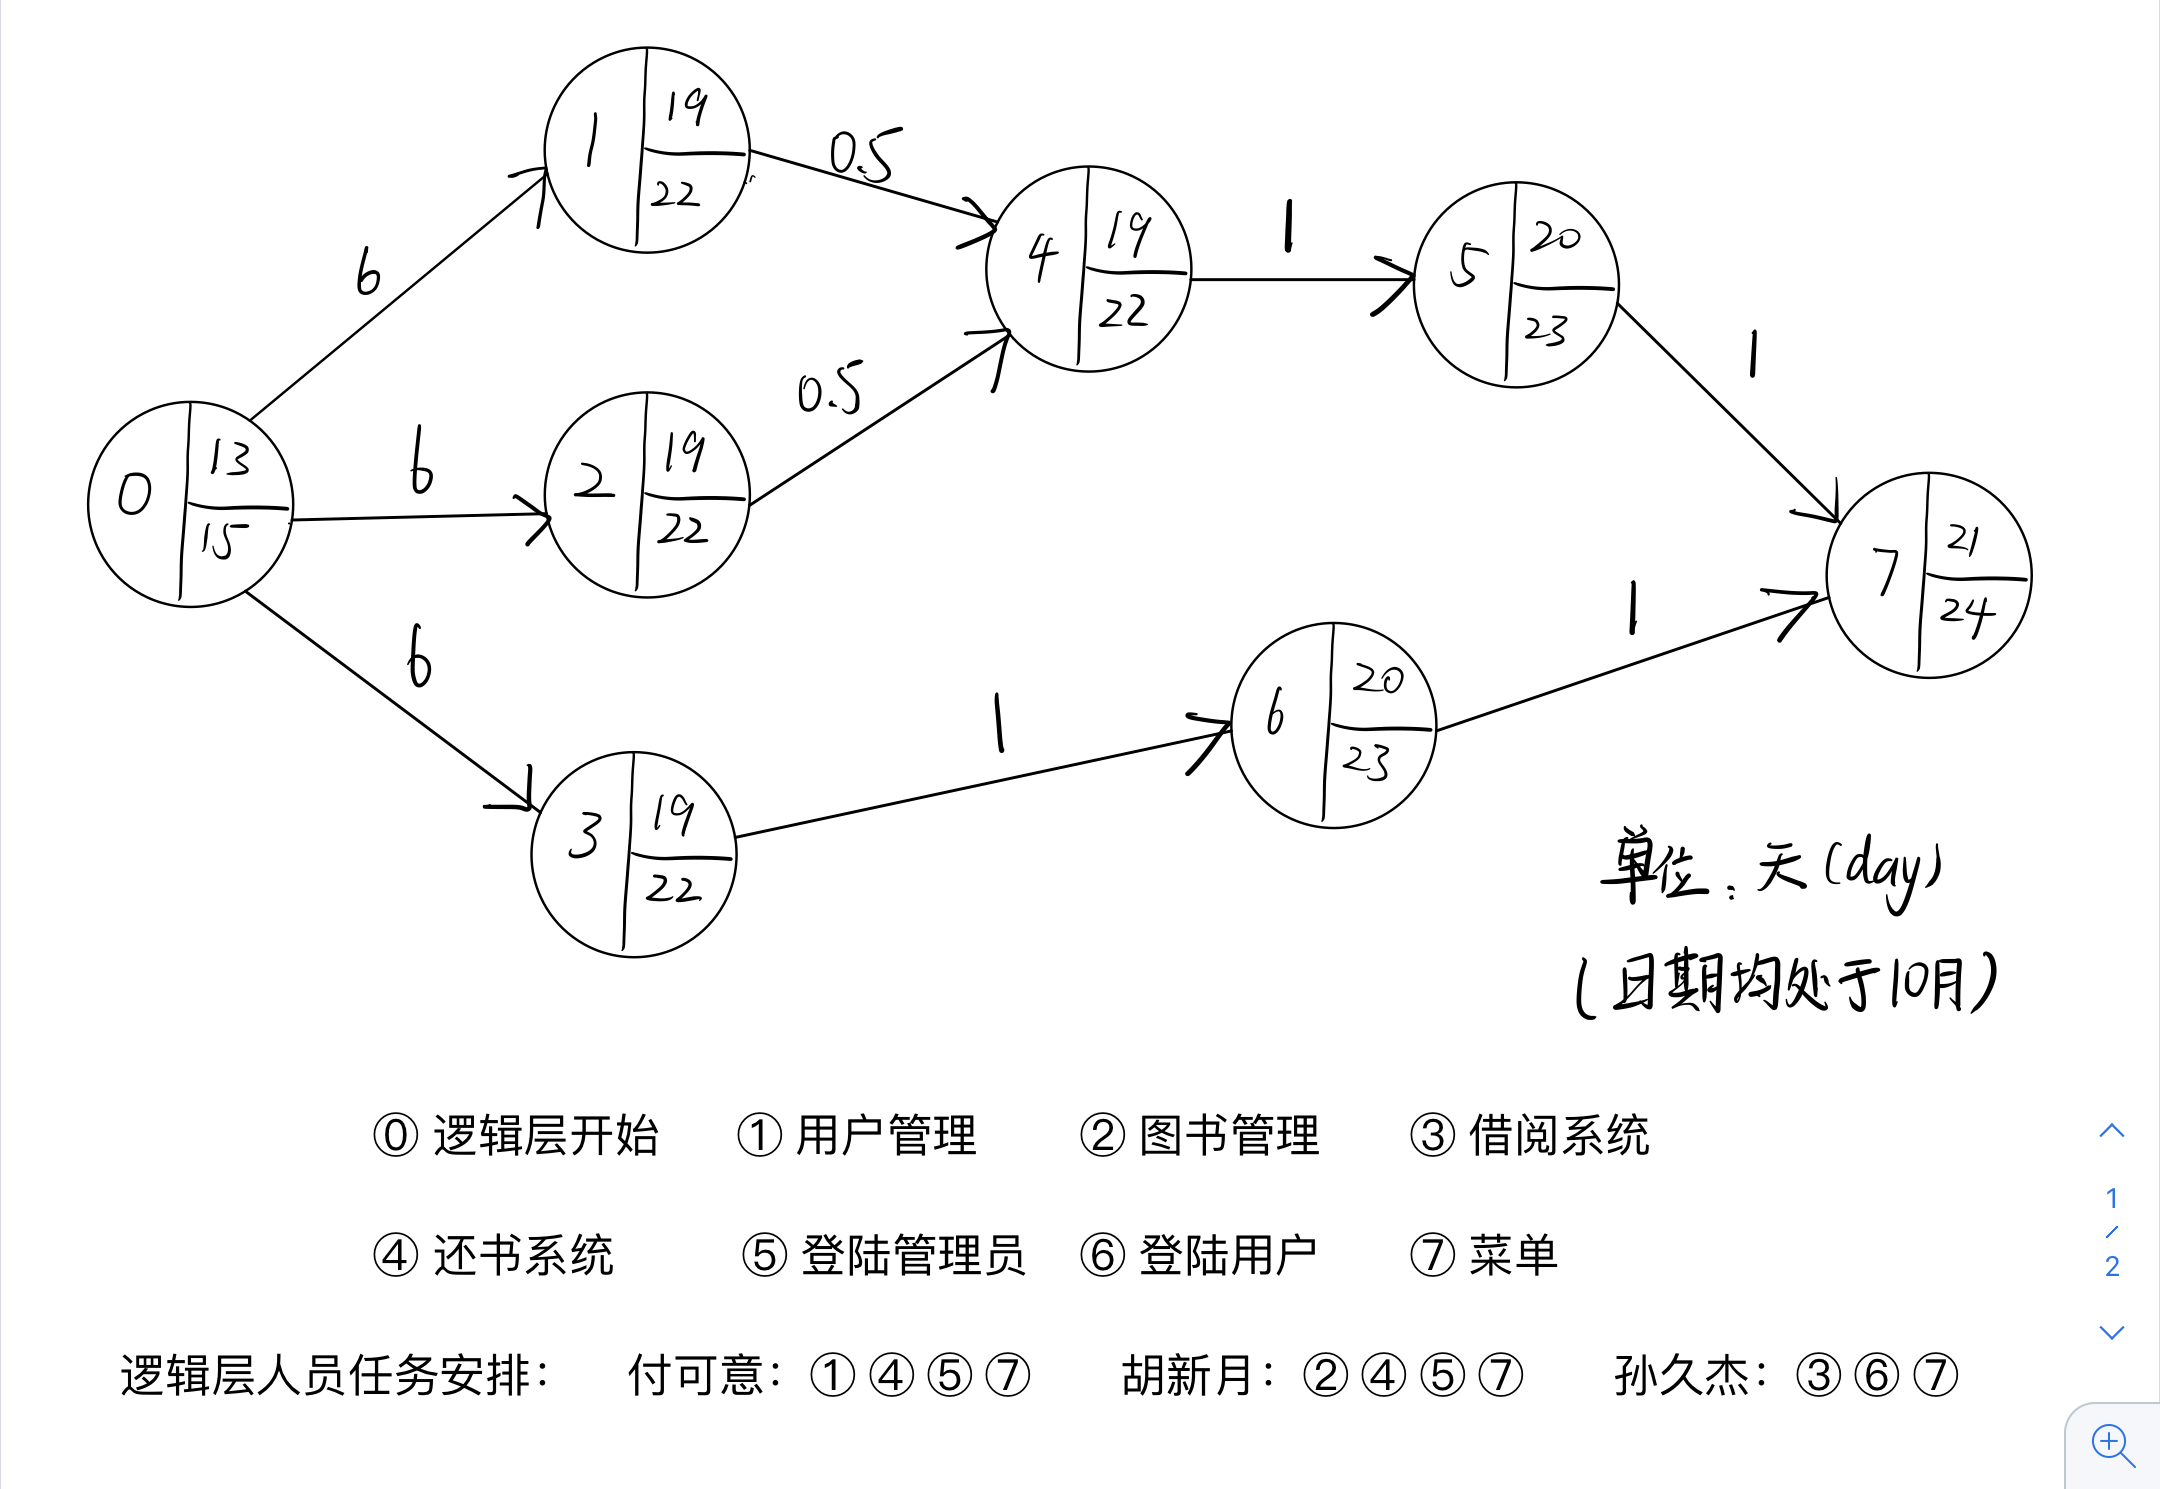 1 19 22
0.5
4 19 22
1
5 20 23
6
1
0.5
0 13 15
6
2 19 22
7 21 24
6
1
1
6 20 23
3 19 22
单位:天(day)
(日期均处于10月)
⓪ 逻辑层开始 ① 用户管理 ② 图书管理 ③ 借阅系统
④ 还书系统 ⑤ 登陆管理员 ⑥ 登陆用户 ⑦ 菜单
逻辑层人员任务安排: 付可意:①④⑤⑦ 胡新月:②④⑤⑦ 孙久杰:③⑥⑦
1
/
2